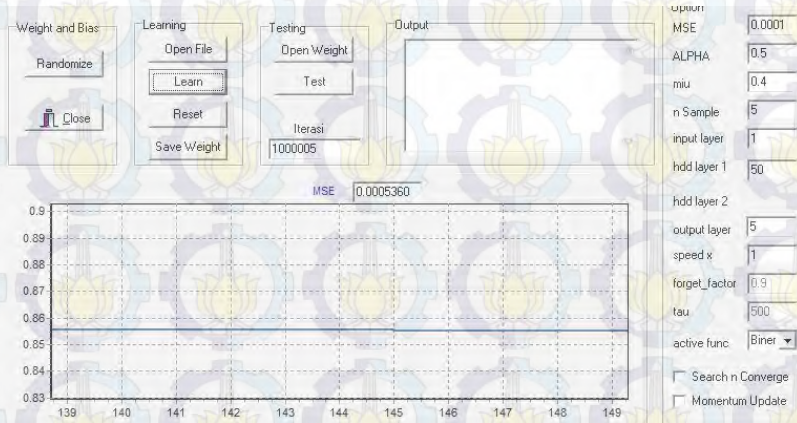 Weight and Bias
Randomize
Close
Learning
Open File
Learn
Reset
Save Weight
Testing
Open Weight
Test
Iterasi
1000005
Output
MSE 0.0005360
0.9
0.89
0.88
0.87
0.86
0.85
0.84
0.83
139 140 141 142 143 144 145 146 147 148 149
Option
MSE 0.0001
ALPHA 0.5
miu 0.4
n Sample 5
input layer 1
hdd layer 1 50
hdd layer 2
output layer 5
speed x 1
forget_factor 0.9
tau 500
active func Biner
Search n Converge
Momentum Update